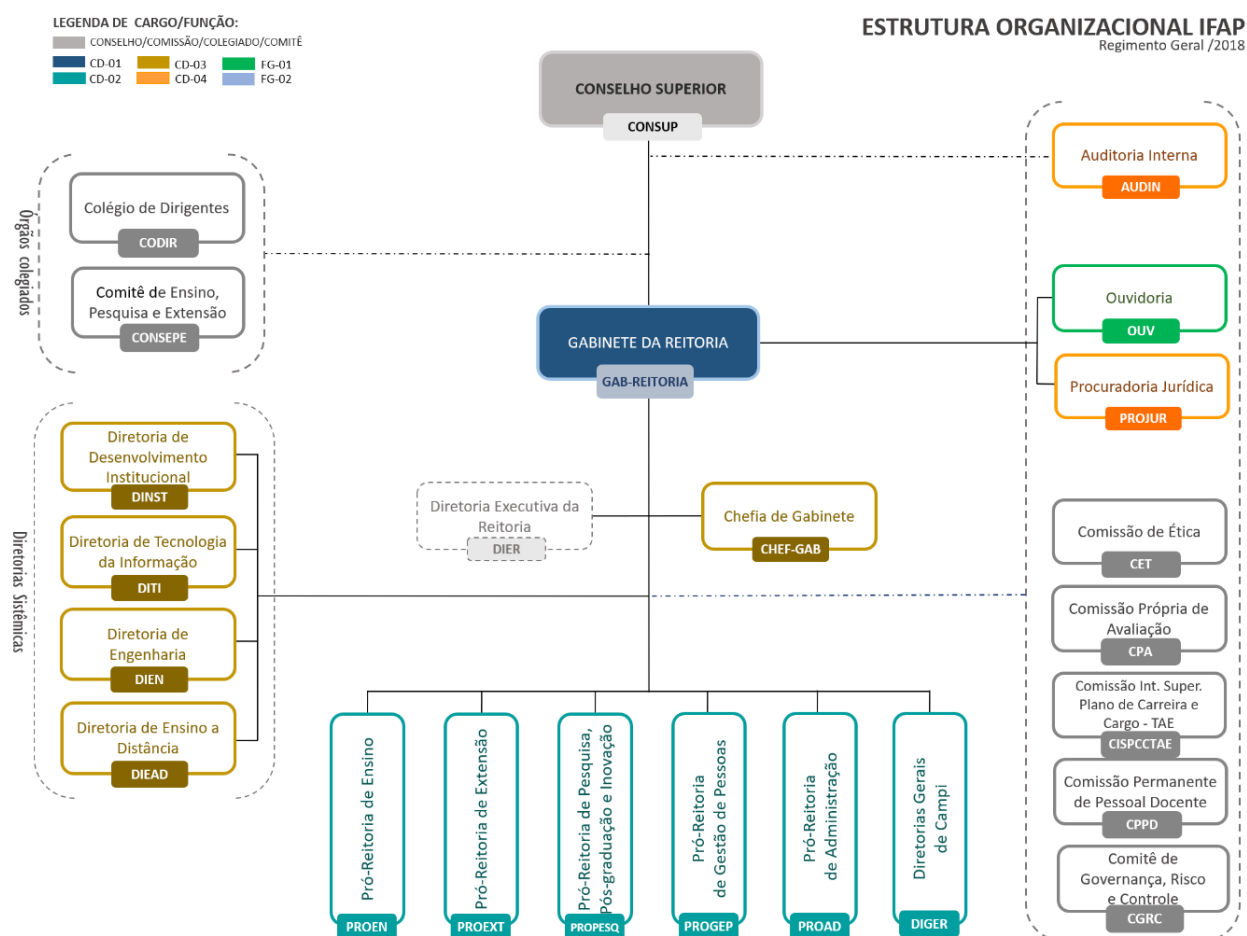 LEGENDA DE CARGO/FUNÇÃO:
CONSELHO/COMISSÃO/COLEGIADO/COMITÊ
CD-01
CD-03
FG-01
CD-02
CD-04
FG-02
ESTRUTURA ORGANIZACIONAL IFAP
Regimento Geral /2018
CONSELHO SUPERIOR
CONSUP
Órgãos colegiados
Colégio de Dirigentes
CODIR
Comitê de Ensino,
Pesquisa e Extensão
CONSEPE
Auditoria Interna
AUDIN
Ouvidoria
OUV
Procuradoria Jurídica
PROJUR
GABINETE DA REITORIA
GAB-REITORIA
Diretorias Sistêmicas
Diretoria de
Desenvolvimento
Institucional
DINST
Diretoria de Tecnologia
da Informação
DITI
Diretoria de
Engenharia
DIEN
Diretoria de Ensino a
Distância
DIEAD
Diretoria Executiva da
Reitoria
DIER
Chefia de Gabinete
CHEF-GAB
Comissão de Ética
CET
Comissão Própria de
Avaliação
CPA
Comissão Int. Super.
Plano de Carreira e
Cargo - TAE
CISPCCTAE
Comissão Permanente
de Pessoal Docente
CPPD
Comitê de
Governança, Risco
e Controle
CGRC
Pró-Reitoria de Ensino
PROEN
Pró-Reitoria de Extensão
PROEXT
Pró-Reitoria de Pesquisa,
Pós-graduação e Inovação
PROPESQ
Pró-Reitoria
de Gestão de Pessoas
PROGEP
Pró-Reitoria
de Administração
PROAD
Diretorias Gerais
de Campi
DIGER